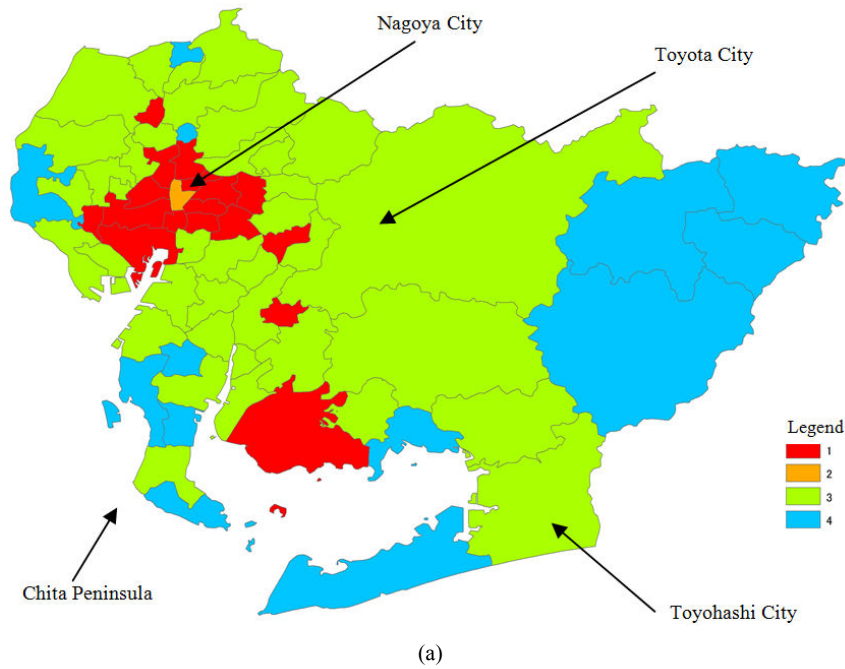 Nagoya City
Toyota City
Legend
1
2
3
4
Chita Peninsula
Toyohashi City
(a)